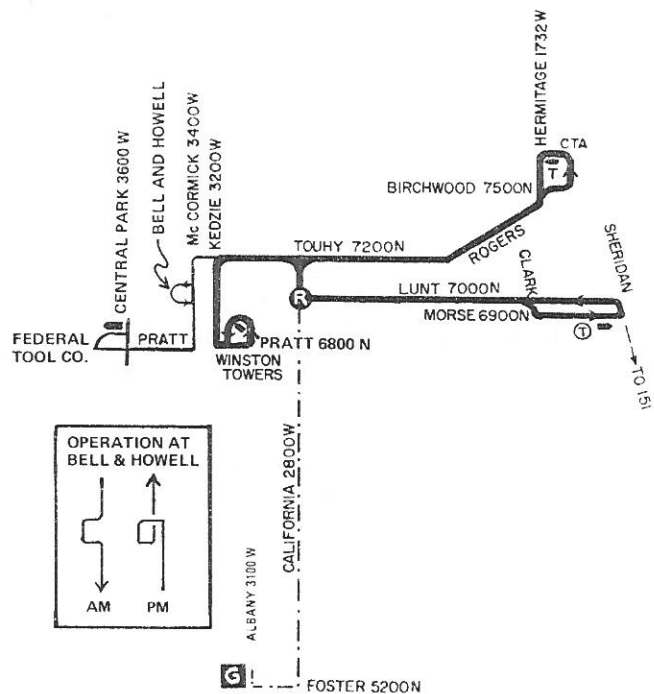 HERMITAGE 1732W
CTA
T
BIRCHWOOD 7500N
CENTRAL PARK 3600 W
BELL AND HOWELL
Mc CORMICK 3400W
KEDZIE 3200W
TOUHY 7200N
ROGERS
SHERIDAN
CLARK
R
LUNT 7000N
MORSE 6900N
T
TO 151
FEDERAL
TOOL CO.
PRATT
PRATT 6800 N
WINSTON
TOWERS
OPERATION AT
BELL & HOWELL
AM
PM
CALIFORNIA 2800W
ALBANY 3100 W
G
FOSTER 5200N